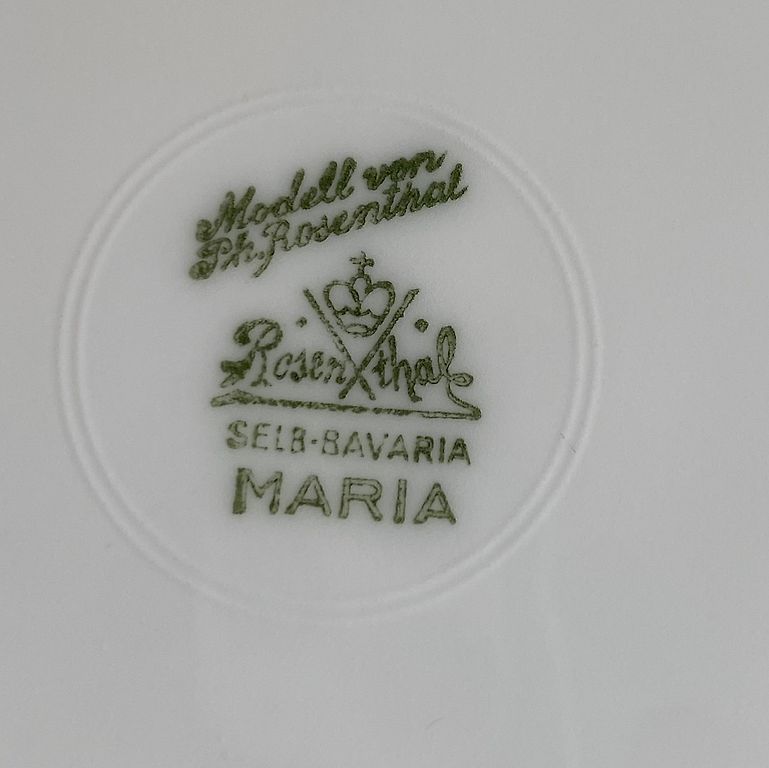 Modell von
Ph. Rosenthal
Rosenthal
SELB-BAVARIA
MARIA